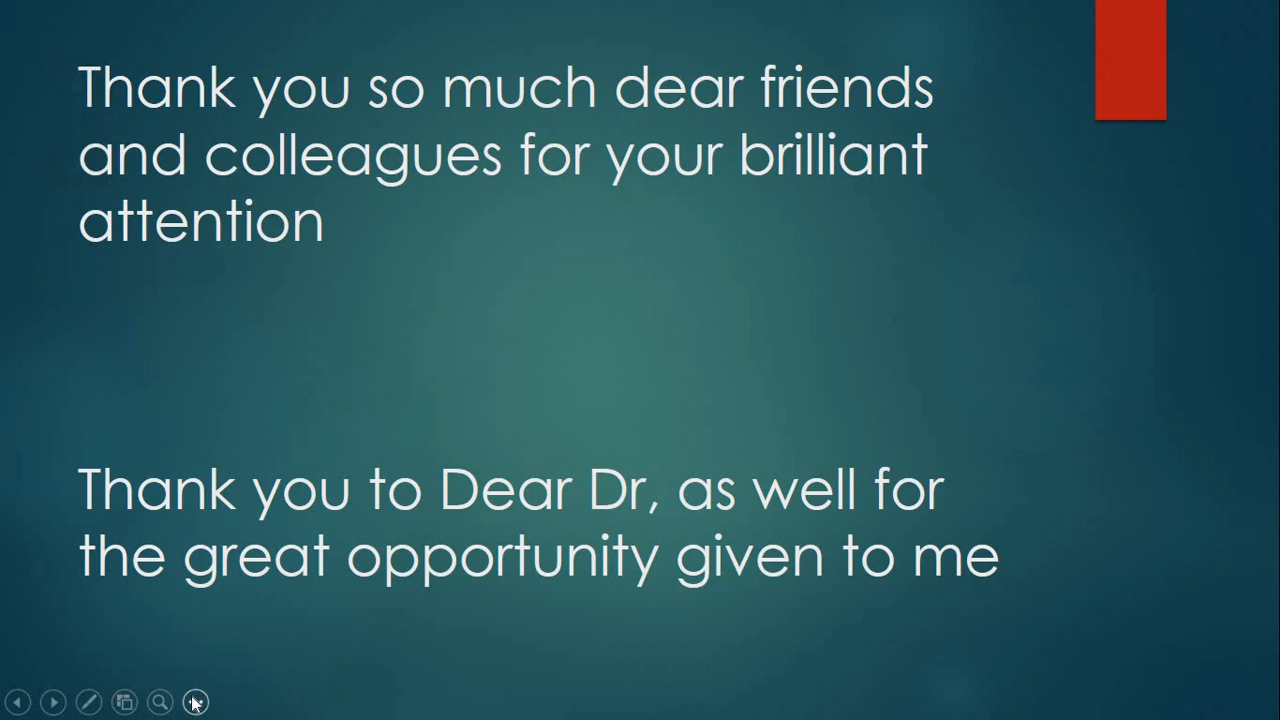 Thank you so much dear friends
and colleagues for your brilliant
attention
Thank you to Dear Dr, as well for
the great opportunity given to me